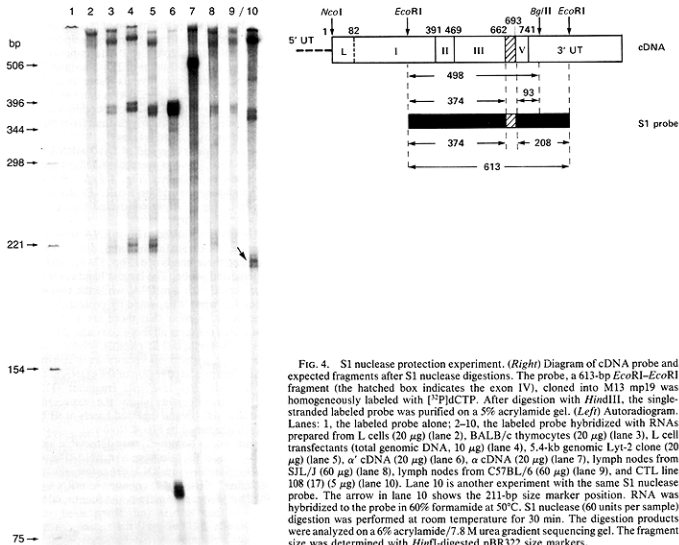 1 2 3 4 5 6 7 8 9 / 10
bp
506
396
344
298
221
154
75
NcoI EcoRI BglII EcoRI
5' UT 1 82 391 469 662 693 741
L I II III V 3' UT cDNA
498
374 93
S1 probe
374 208
613
FIG. 4. S1 nuclease protection experiment. (Right) Diagram of cDNA probe and
expected fragments after S1 nuclease digestions. The probe, a 613-bp EcoRI–EcoRI
fragment (the hatched box indicates the exon IV), cloned into M13 mp19 was
homogeneously labeled with [³²P]dCTP. After digestion with HindIII, the single-
stranded labeled probe was purified on a 5% acrylamide gel. (Left) Autoradiogram.
Lanes: 1, the labeled probe alone; 2–10, the labeled probe hybridized with RNAs
prepared from L cells (20 μg) (lane 2), BALB/c thymocytes (20 μg) (lane 3), L cell
transfectants (total genomic DNA, 10 μg) (lane 4), 5.4-kb genomic Lyt-2 clone (20
μg) (lane 5), α' cDNA (20 μg) (lane 6), α cDNA (20 μg) (lane 7), lymph nodes from
SJL/J (60 μg) (lane 8), lymph nodes from C57BL/6 (60 μg) (lane 9), and CTL line
108 (17) (5 μg) (lane 10). Lane 10 is another experiment with the same S1 nuclease
probe. The arrow in lane 10 shows the 211-bp size marker position. RNA was
hybridized to the probe in 60% formamide at 50°C. S1 nuclease (60 units per sample)
digestion was performed at room temperature for 30 min. The digestion products
were analyzed on a 6% acrylamide/7.8 M urea gradient sequencing gel. The fragment
size was determined with HinfI-digested pBR322 size markers.